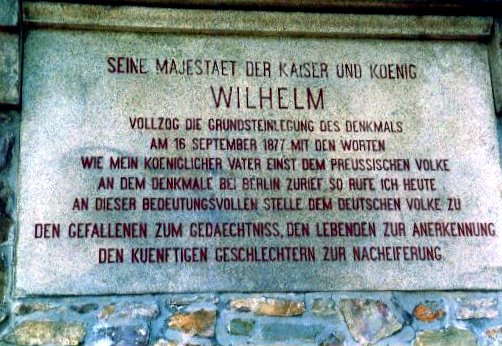 SEINE MAJESTAET DER KAISER UND KOENIG
WILHELM
VOLLZOG DIE GRUNDSTEINLEGUNG DES DENKMALS
AM 16 SEPTEMBER 1877 MIT DEN WORTEN
WIE MEIN KOENIGLICHER VATER EINST DEM PREUSSISCHEN VOLKE
AN DEM DENKMALE BEI BERLIN ZURIEF, SO RUFE ICH HEUTE
AN DIESER BEDEUTUNGSVOLLEN STELLE DEM DEUTSCHEN VOLKE ZU
DEN GEFALLENEN ZUM GEDAECHTNISS, DEN LEBENDEN ZUR ANERKENNUNG,
DEN KUENFTIGEN GESCHLECHTERN ZUR NACHEIFERUNG.